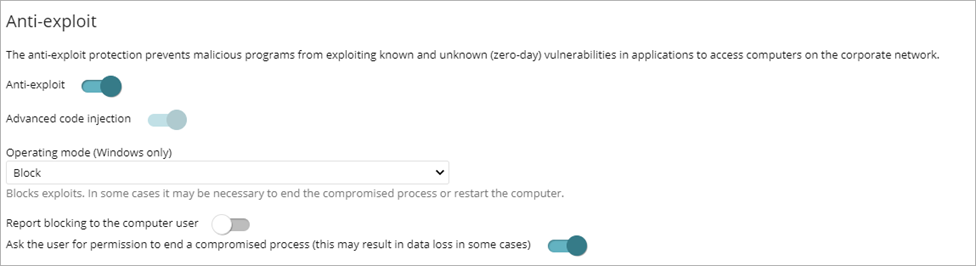 Anti-exploit
The anti-exploit protection prevents malicious programs from exploiting known and unknown (zero-day) vulnerabilities in applications to access computers on the corporate network.
Anti-exploit
Advanced code injection
Operating mode (Windows only)
Block
Blocks exploits. In some cases it may be necessary to end the compromised process or restart the computer.
Report blocking to the computer user
Ask the user for permission to end a compromised process (this may result in data loss in some cases)